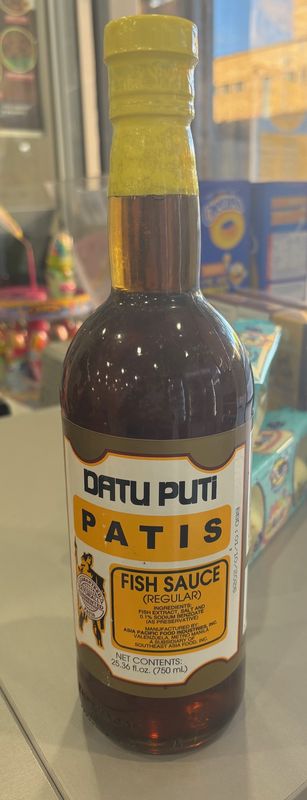 DATU PUTI
PATIS
FISH SAUCE
(REGULAR)
INGREDIENTS:
FISH EXTRACT, SALT AND
0.1% SODIUM BENZOATE
(AS PRESERVATIVE)
MANUFACTURED BY
ASIA PACIFIC FOOD INDUSTRIES, INC.
VALENZUELA, METRO MANILA
A SUBSIDIARY OF
SOUTHEAST ASIA FOOD, INC.
NET CONTENTS:
25.36 fl.oz. (750 mL)